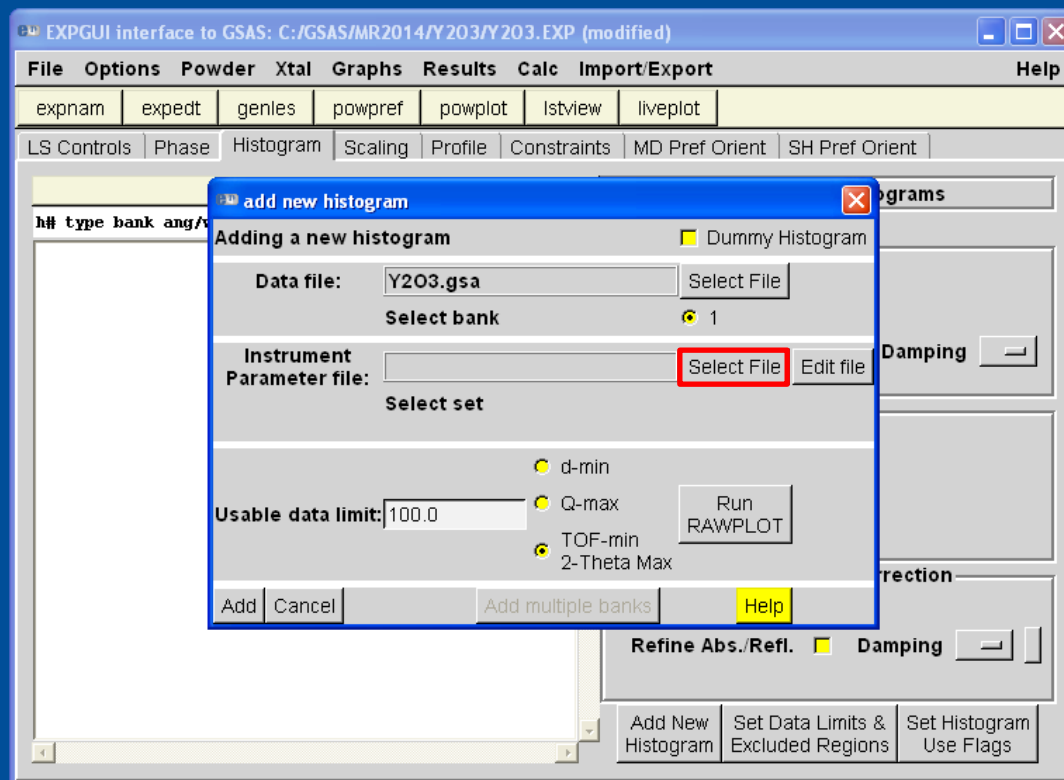 EXPGUI interface to GSAS: C:/GSAS/MR2014/Y2O3/Y2O3.EXP (modified)
File Options Powder Xtal Graphs Results Calc Import/Export Help
expnam expedt genles powpref powplot lstview liveplot
LS Controls Phase Histogram Scaling Profile Constraints MD Pref Orient SH Pref Orient
add new histogram
ograms
h# type bank ang/
Adding a new histogram Dummy Histogram
Data file: Y2O3.gsa Select File
Select bank 1
Instrument
Parameter file: Select File Edit file
Damping
Select set
d-min
Usable data limit: 100.0 Q-max Run
RAWPLOT
TOF-min
2-Theta Max
rrection
Add Cancel Add multiple banks Help
Refine Abs./Refl. Damping
Add New
Histogram
Set Data Limits &
Excluded Regions
Set Histogram
Use Flags